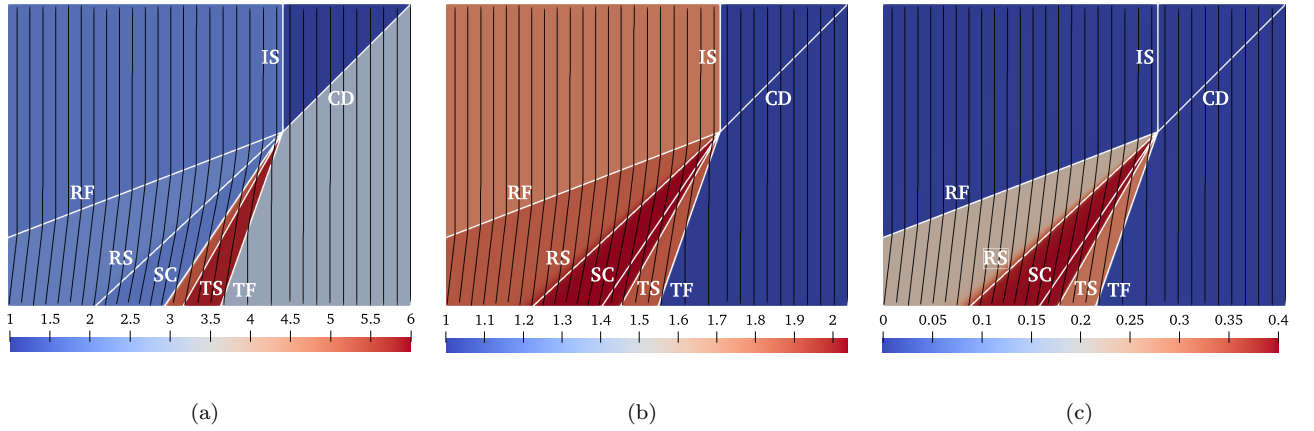 IS IS IS
CD CD CD
RF RF RF
RS RS RS
SC SC SC
TS TF TS TF TS TF
1 1.5 2 2.5 3 3.5 4 4.5 5 5.5 6
1 1.1 1.2 1.3 1.4 1.5 1.6 1.7 1.8 1.9 2
0 0.05 0.1 0.15 0.2 0.25 0.3 0.35 0.4
(a) (b) (c)